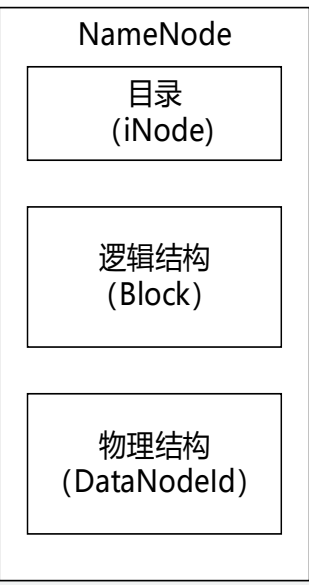 NameNode
目录
(iNode)
逻辑结构
(Block)
物理结构
(DataNodeId)